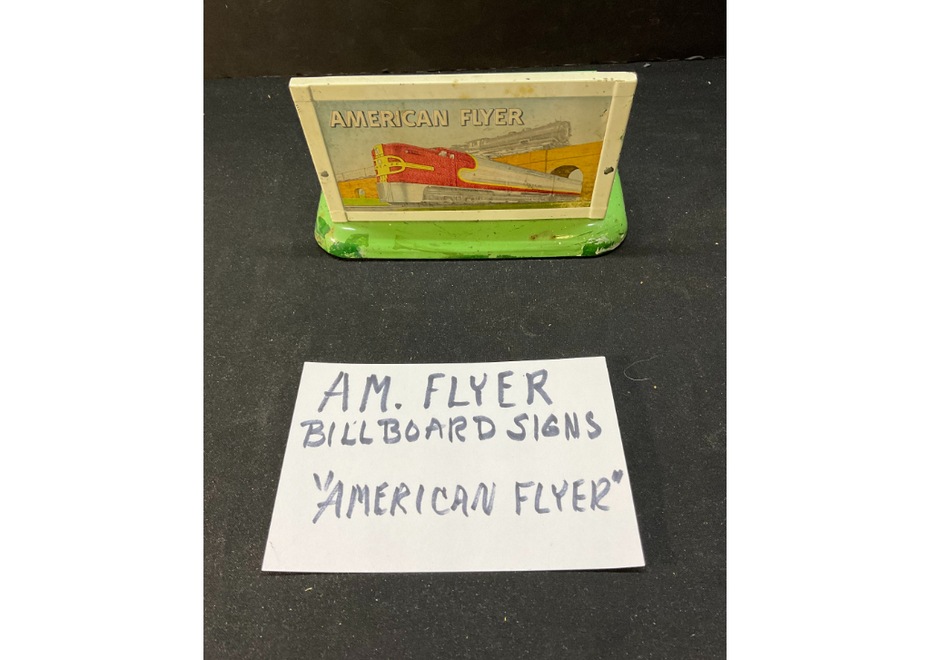 AMERICAN FLYER
AM. FLYER
BILLBOARD SIGNS
"AMERICAN FLYER"